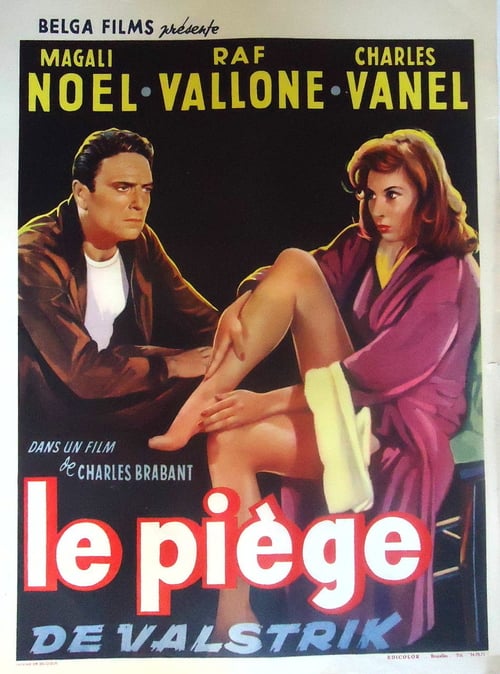 BELGA FILMS présente
MAGALI RAF CHARLES
NOEL · VALLONE · VANEL
DANS UN FILM
de CHARLES BRABANT
le piège
DE VALSTRIK
EDICOLOR Bruxelles